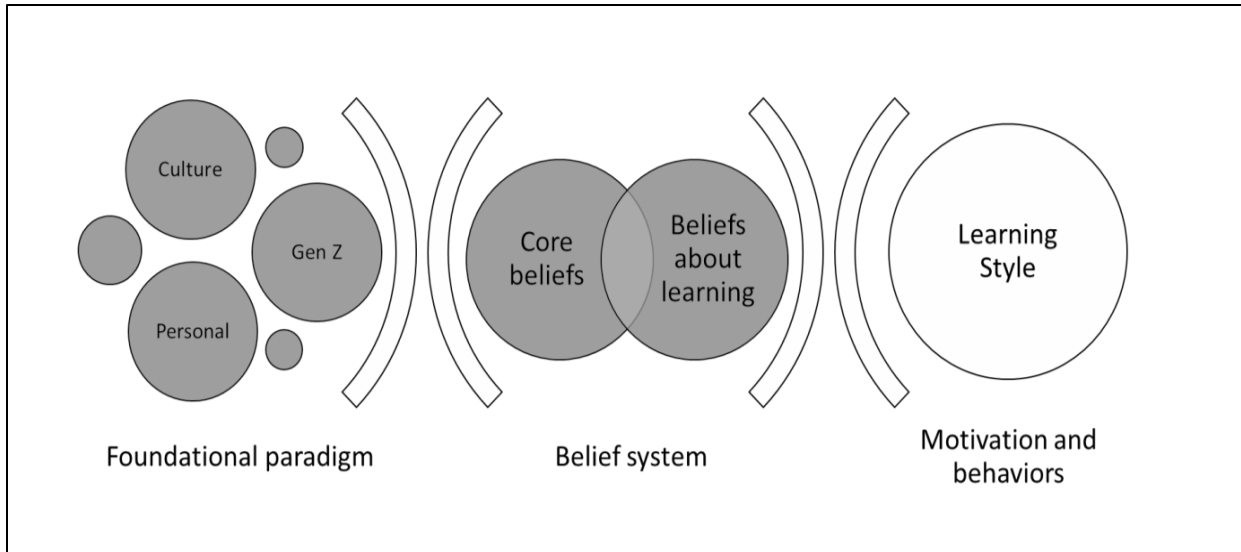 Culture
Gen Z
Personal
Core
beliefs
Beliefs
about
learning
Learning
Style
Foundational paradigm
Belief system
Motivation and
behaviors